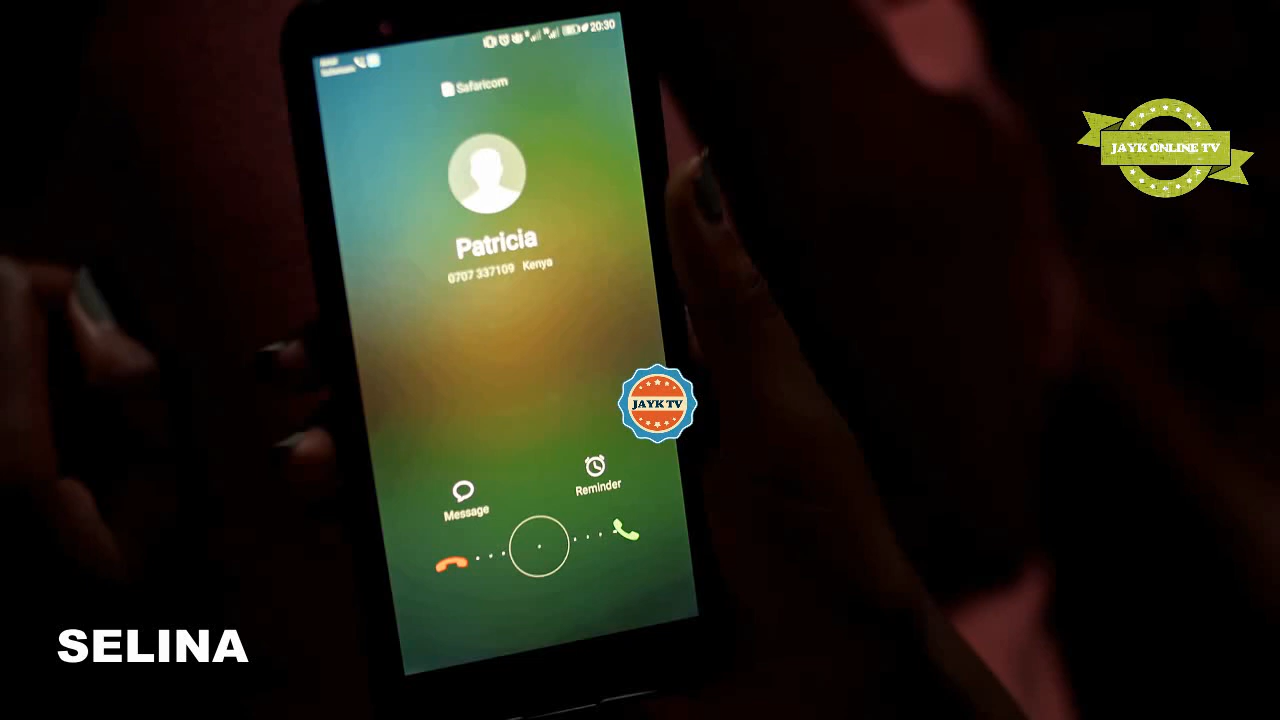 20:30
Safaricom
JAYK ONLINE TV
Patricia
0707 337109 Kenya
JAYK TV
Reminder
Message
SELINA